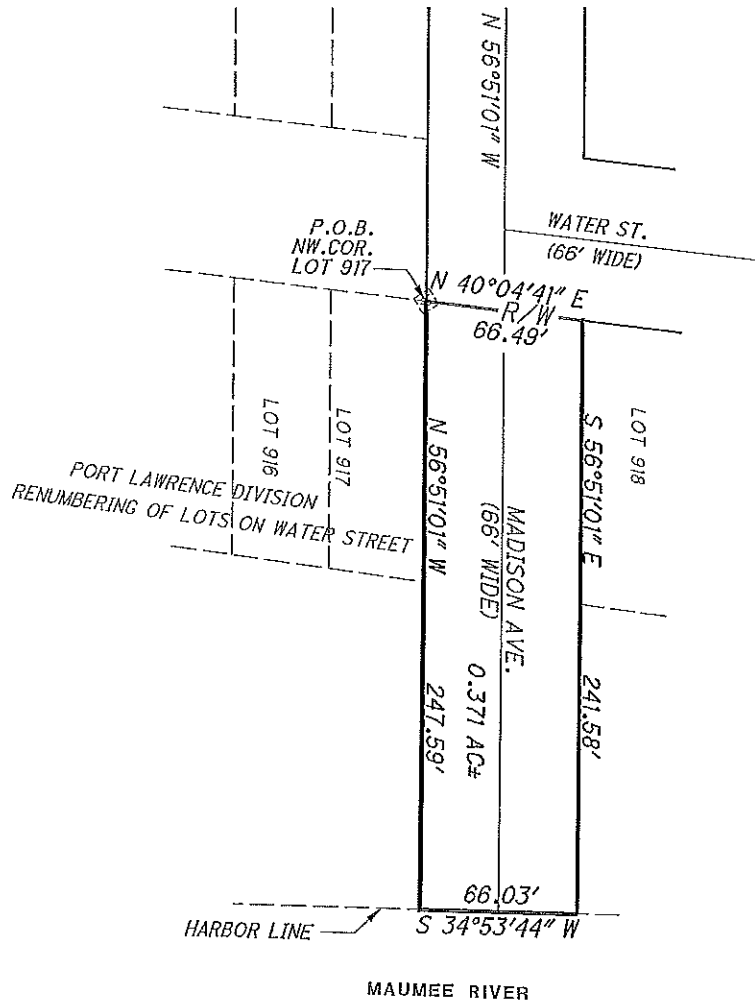 N 56°51'01" W
WATER ST.
(66' WIDE)
P.O.B.
NW.COR.
LOT 917
N 40°04'41" E
R/W
66.49'
LOT 916
LOT 917
LOT 918
PORT LAWRENCE DIVISION
RENUMBERING OF LOTS ON WATER STREET
N 56°51'01" W
247.59'
MADISON AVE.
(66' WIDE)
0.371 AC±
S 56°51'01" E
241.58'
66.03'
S 34°53'44" W
HARBOR LINE
MAUMEE RIVER